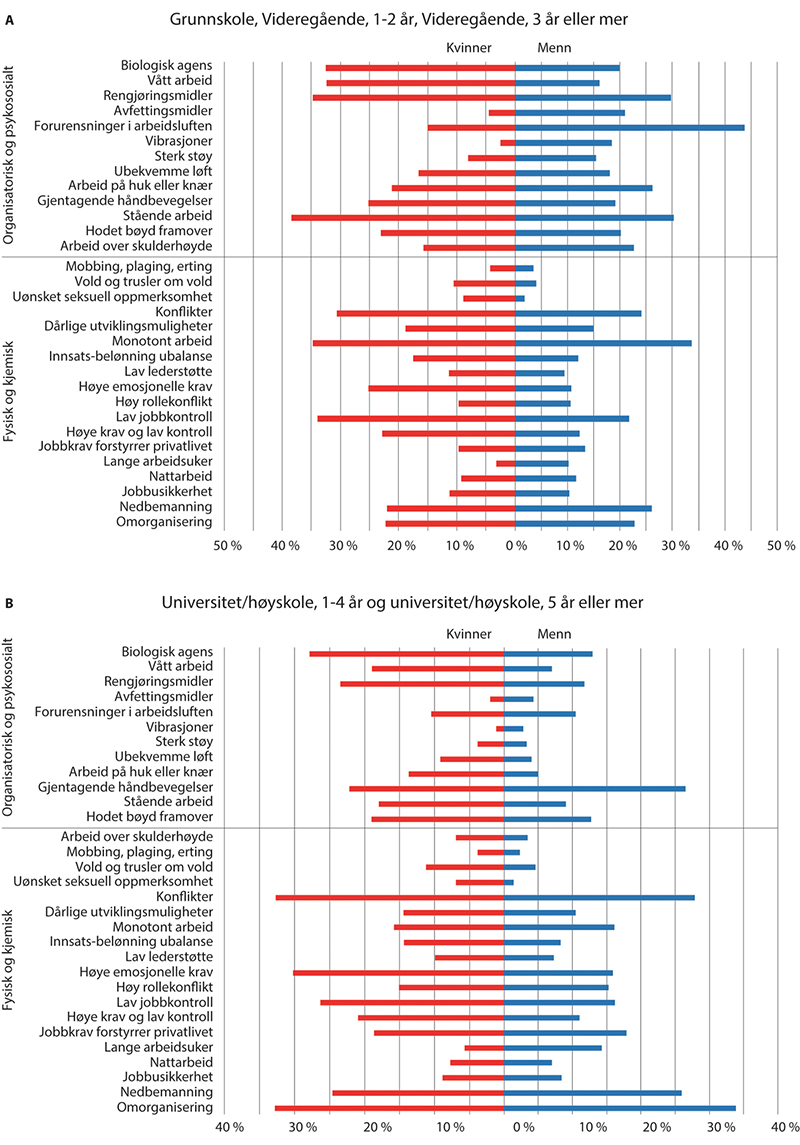 A
Grunnskole, Videregående, 1-2 år, Videregående, 3 år eller mer
Kvinner Menn
Organisatorisk og psykososialt
Biologisk agens
Vått arbeid
Rengjøringsmidler
Avfettingsmidler
Forurensninger i arbeidsluften
Vibrasjoner
Sterk støy
Ubekvemme løft
Arbeid på huk eller knær
Gjentagende håndbevegelser
Stående arbeid
Hodet bøyd framover
Arbeid over skulderhøyde
Fysisk og kjemisk
Mobbing, plaging, erting
Vold og trusler om vold
Uønsket seksuell oppmerksomhet
Konflikter
Dårlige utviklingsmuligheter
Monotont arbeid
Innsats-belønning ubalanse
Lav lederstøtte
Høye emosjonelle krav
Høy rollekonflikt
Lav jobbkontroll
Høye krav og lav kontroll
Jobbkrav forstyrrer privatlivet
Lange arbeidsuker
Nattarbeid
Jobbusikkerhet
Nedbemanning
Omorganisering
50 % 40 % 30 % 20 % 10 % 0 % 10 % 20 % 30 % 40 % 50 %
B
Universitet/høyskole, 1-4 år og universitet/høyskole, 5 år eller mer
Kvinner Menn
Organisatorisk og psykososialt
Biologisk agens
Vått arbeid
Rengjøringsmidler
Avfettingsmidler
Forurensninger i arbeidsluften
Vibrasjoner
Sterk støy
Ubekvemme løft
Arbeid på huk eller knær
Gjentagende håndbevegelser
Stående arbeid
Hodet bøyd framover
Fysisk og kjemisk
Arbeid over skulderhøyde
Mobbing, plaging, erting
Vold og trusler om vold
Uønsket seksuell oppmerksomhet
Konflikter
Dårlige utviklingsmuligheter
Monotont arbeid
Innsats-belønning ubalanse
Lav lederstøtte
Høye emosjonelle krav
Høy rollekonflikt
Lav jobbkontroll
Høye krav og lav kontroll
Jobbkrav forstyrrer privatlivet
Lange arbeidsuker
Nattarbeid
Jobbusikkerhet
Nedbemanning
Omorganisering
40 % 30 % 20 % 10 % 0 % 10 % 20 % 30 % 40 %